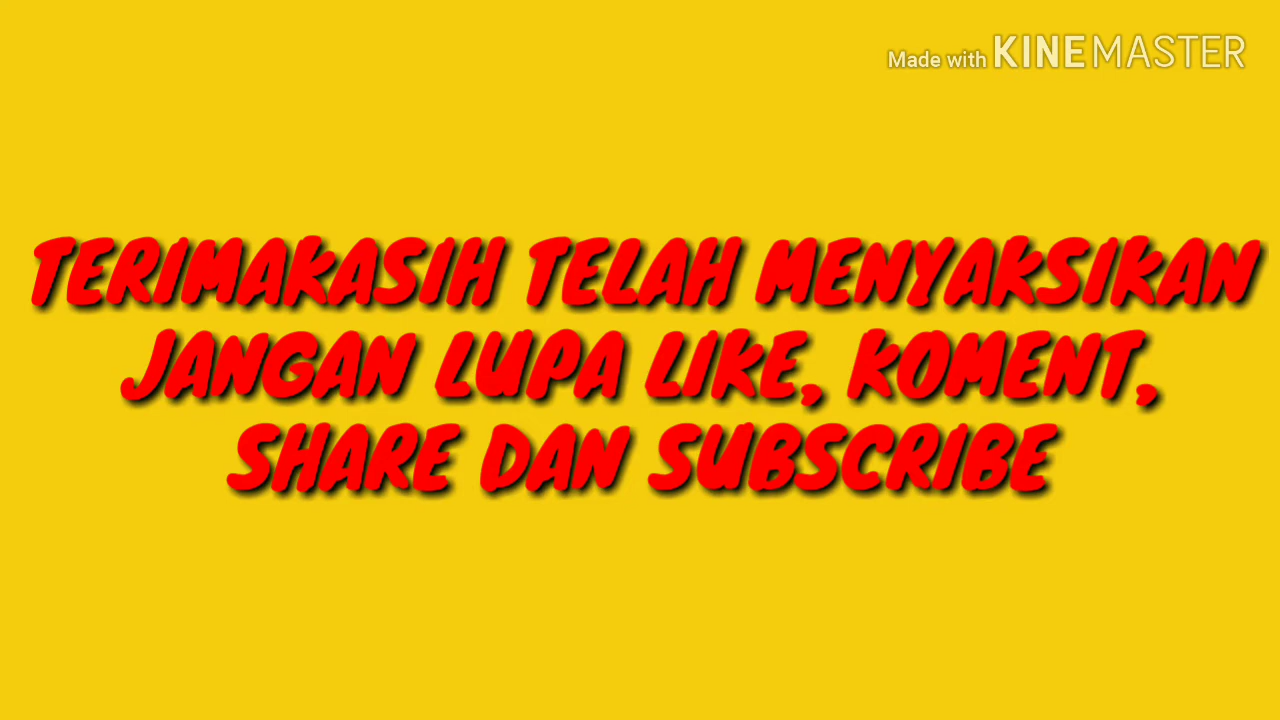 Made with KINEMASTER
TERIMAKASIH TELAH MENYAKSIKAN
JANGAN LUPA LIKE, KOMENT,
SHARE DAN SUBSCRIBE